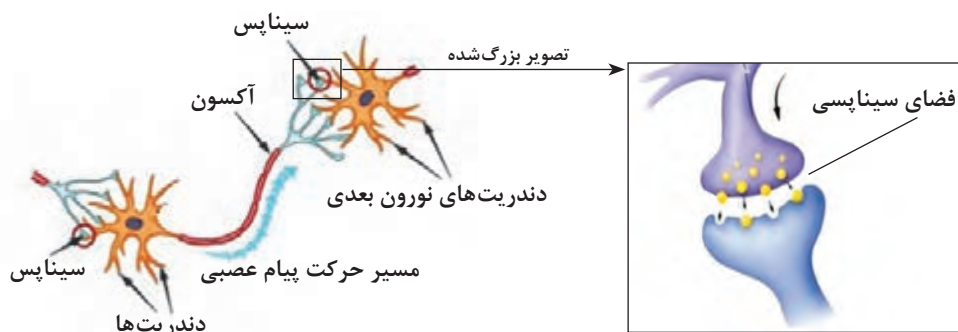 سیناپس
تصویر بزرگ‌شده
آکسون
فضای سیناپسی
دندریت‌های نورون بعدی
مسیر حرکت پیام عصبی
سیناپس
دندریت‌ها